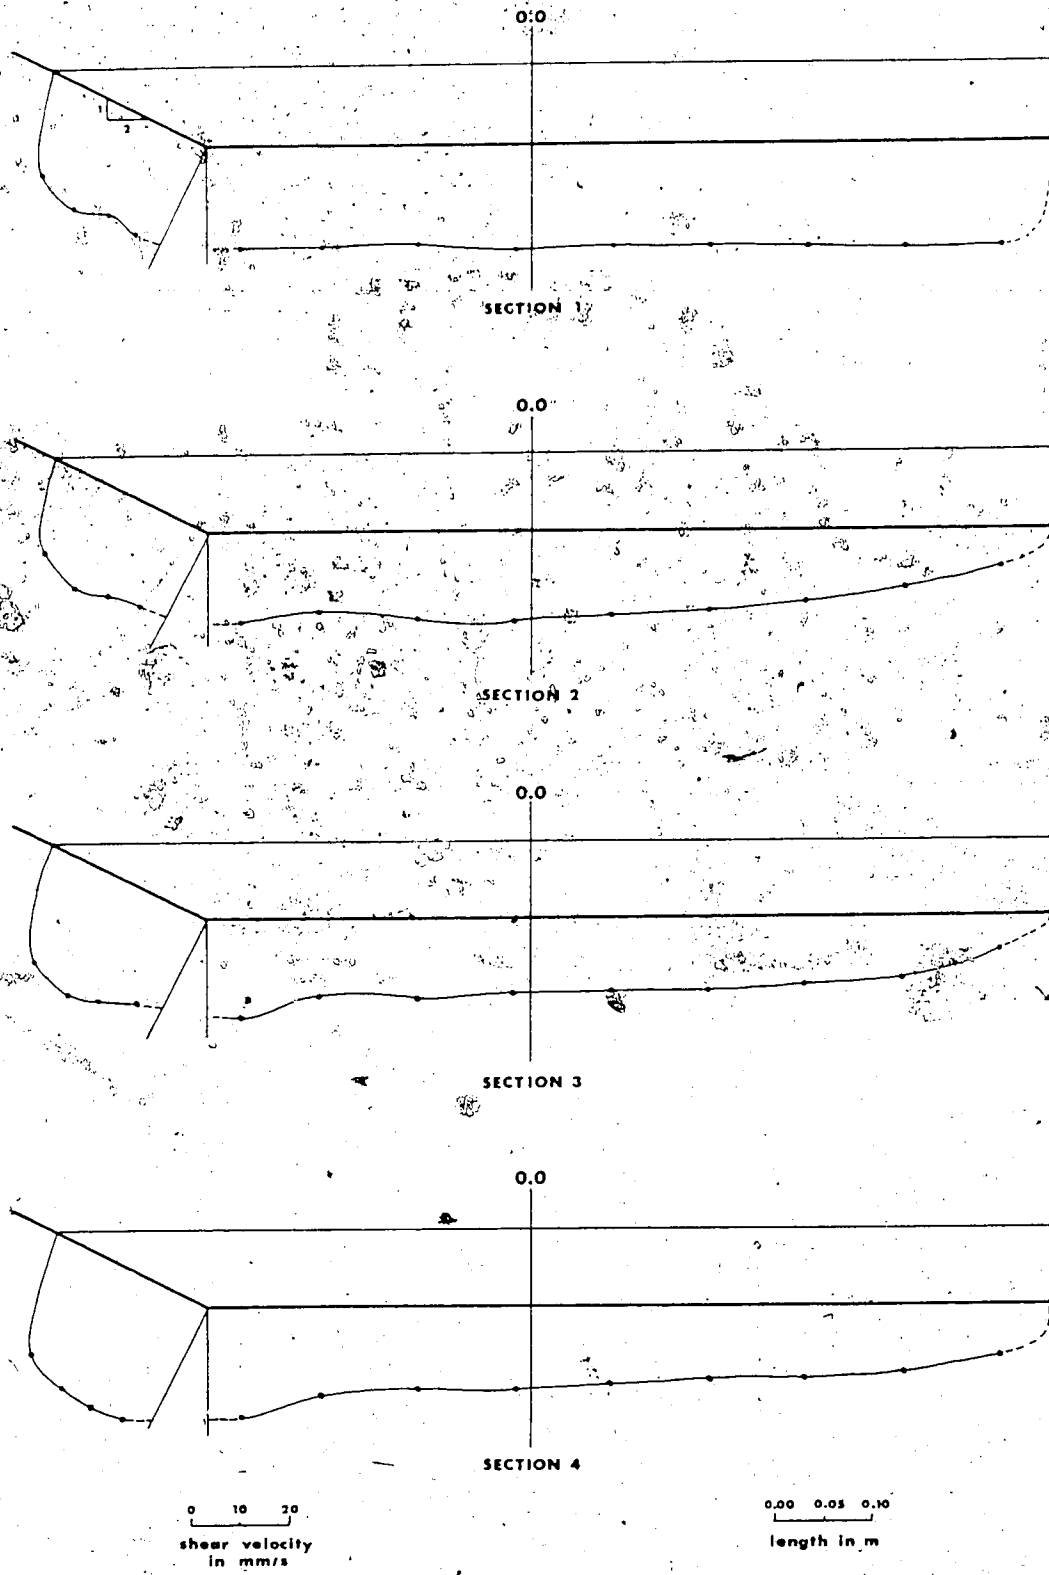 0.0
1
2
SECTION 1
0.0
SECTION 2
0.0
SECTION 3
0.0
SECTION 4
0 10 20
shear velocity
in mm/s
0.00 0.05 0.10
length in m